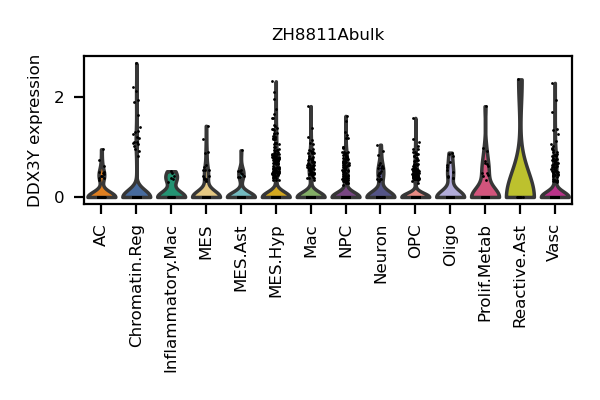 ZH8811Abulk
DDX3Y expression
2
0
AC
Chromatin.Reg
Inflammatory.Mac
MES
MES.Ast
MES.Hyp
Mac
NPC
Neuron
OPC
Oligo
Prolif.Metab
Reactive.Ast
Vasc